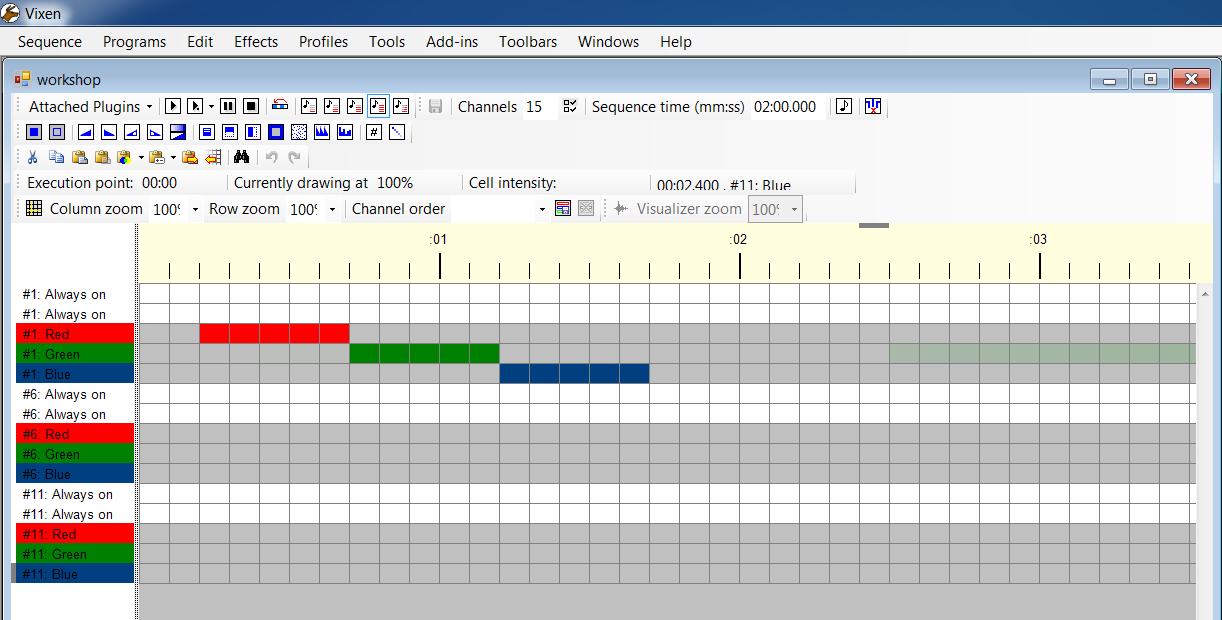 Vixen
Sequence Programs Edit Effects Profiles Tools Add-ins Toolbars Windows Help
workshop
Attached Plugins Channels 15 Sequence time (mm:ss) 02:00.000
Execution point: 00:00 Currently drawing at 100% Cell intensity: 00:02.400 , #11: Blue
Column zoom 100% Row zoom 100% Channel order Visualizer zoom 100%
:01 :02 :03
#1: Always on
#1: Always on
#1: Red
#1: Green
#1: Blue
#6: Always on
#6: Always on
#6: Red
#6: Green
#6: Blue
#11: Always on
#11: Always on
#11: Red
#11: Green
#11: Blue